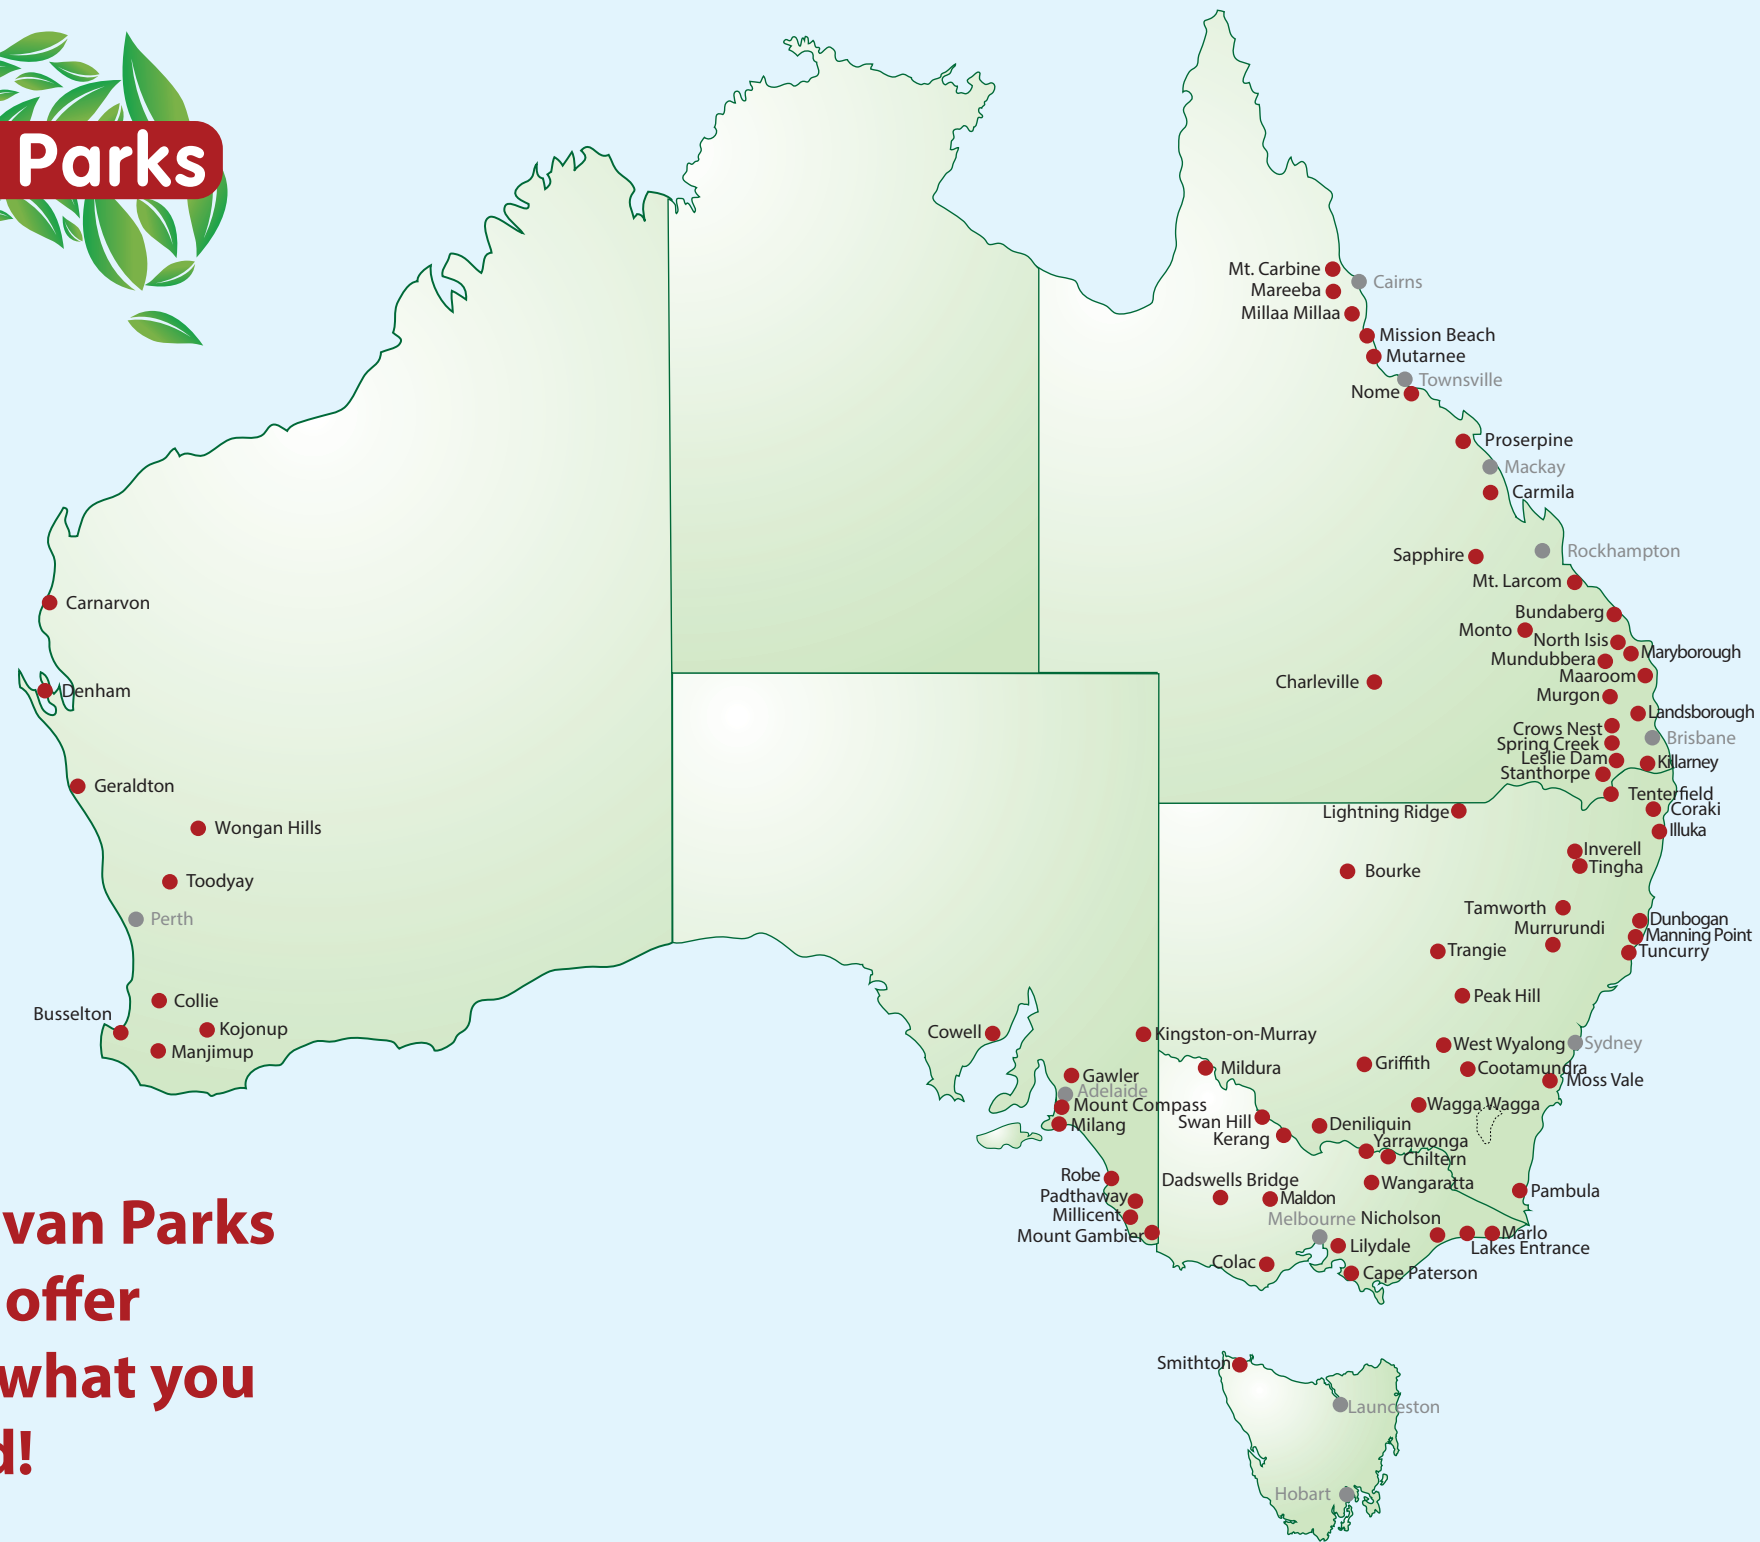 Parks
Mt. Carbine
Cairns
Mareeba
Millaa Millaa
Mission Beach
Mutarnee
Townsville
Nome
Proserpine
Mackay
Carmila
Rockhampton
Sapphire
Mt. Larcom
Carnarvon
Bundaberg
Monto
North Isis
Maryborough
Mundubbera
Maaroom
Charleville
Denham
Murgon
Landsborough
Crows Nest
Brisbane
Spring Creek
Leslie Dam
Killarney
Stanthorpe
Geraldton
Tenterfield
Coraki
Lightning Ridge
Wongan Hills
Illuka
Inverell
Tingha
Bourke
Toodyay
Tamworth
Perth
Dunbogan
Murrurundi
Manning Point
Trangie
Tuncurry
Peak Hill
Collie
Busselton
Kojonup
Cowell
Kingston-on-Murray
West Wyalong
Sydney
Manjimup
Griffith
Mildura
Cootamundra
Gawler
Moss Vale
Adelaide
Mount Compass
Wagga Wagga
Milang
Swan Hill
Deniliquin
Kerang
Yarrawonga
Chiltern
Robe
Dadswells Bridge
Wangaratta
Pambula
Padthaway
Maldon
Millicent
Melbourne
Nicholson
Mount Gambier
Marlo
Lilydale
Lakes Entrance
Colac
Cape Paterson
van Parks
offer
what you
d!
Smithton
Launceston
Hobart